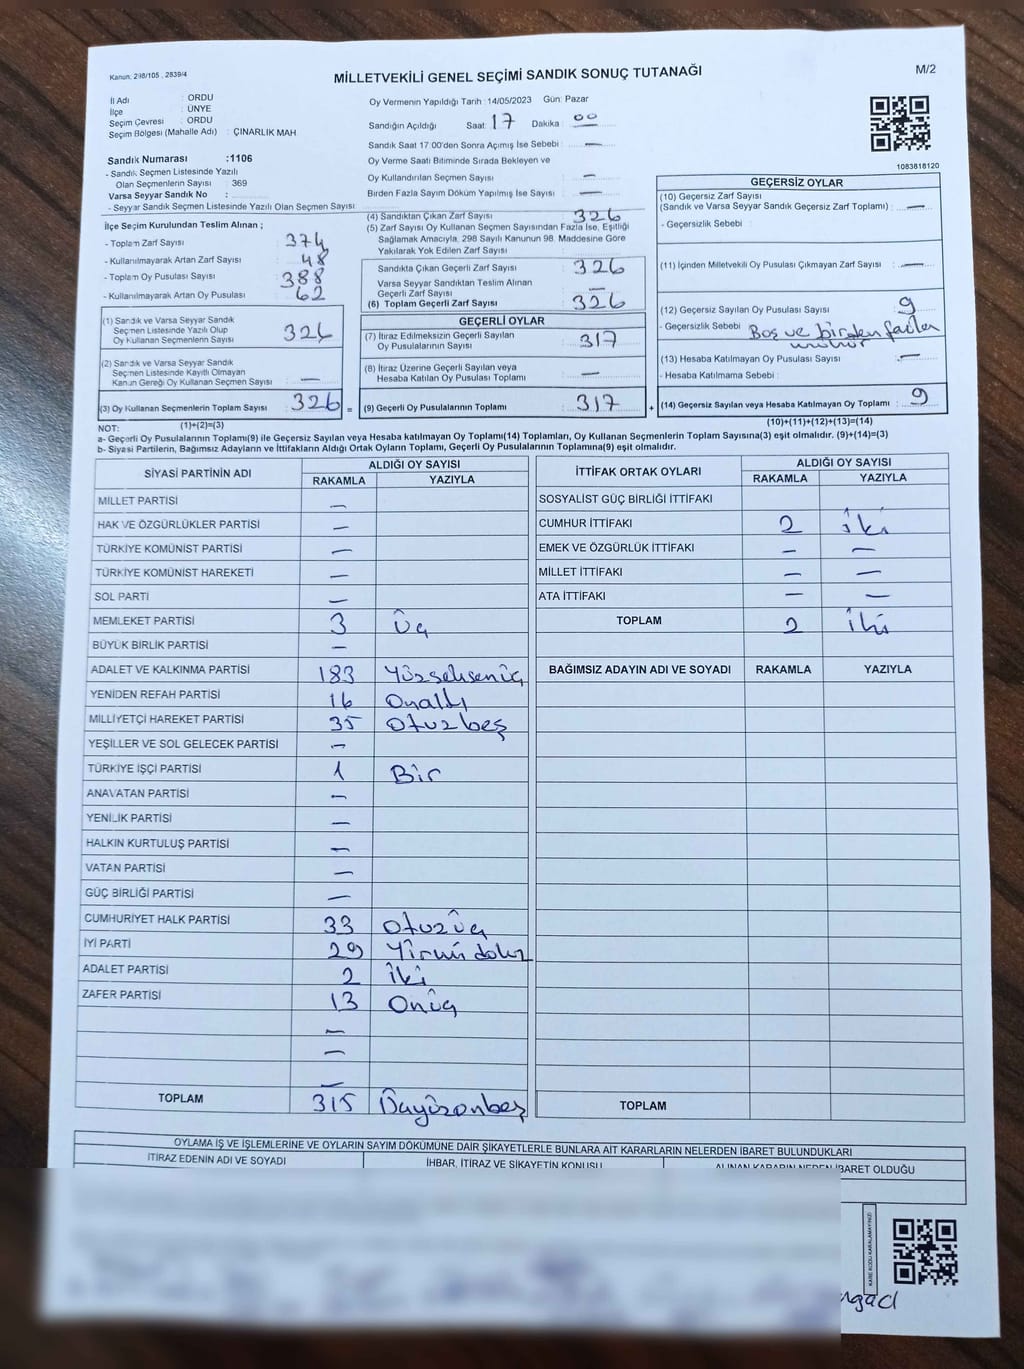 Kanun: 298/105 , 2839/4
MİLLETVEKİLİ GENEL SEÇİMİ SANDIK SONUÇ TUTANAĞI
M/2
İl Adı : ORDU
İlçe : ÜNYE
Seçim Çevresi : ORDU
Seçim Bölgesi (Mahalle Adı) : ÇINARLIK MAH
Oy Vermenin Yapıldığı Tarih : 14/05/2023 Gün: Pazar
Sandığın Açıldığı Saat: 17 Dakika : 00
Sandık Saat 17:00'den Sonra Açımış İse Sebebi : —
Oy Verme Saati Bitiminde Sırada Bekleyen ve
Oy Kullandırılan Seçmen Sayısı : —
Birden Fazla Sayım Döküm Yapılmış İse Sayısı : —
Sandık Numarası :1106
- Sandık Seçmen Listesinde Yazılı
Olan Seçmenlerin Sayısı : 369
Varsa Seyyar Sandık No :
- Seyyar Sandık Seçmen Listesinde Yazılı Olan Seçmen Sayısı
1083818120
İlçe Seçim Kurulundan Teslim Alınan ;
- Toplam Zarf Sayısı 374
- Kullanılmayarak Artan Zarf Sayısı : 48
- Toplam Oy Pusulası Sayısı : 388
- Kullanılmayarak Artan Oy Pusulası : 62
(1) Sandık ve Varsa Seyyar Sandık
Seçmen Listesinde Yazılı Olup
Oy Kullanan Seçmenlerin Sayısı : 326
(2) Sandık ve Varsa Seyyar Sandık
Seçmen Listesinde Kayıtlı Olmayan
Kanun Gereği Oy Kullanan Seçmen Sayısı : —
(3) Oy Kullanan Seçmenlerin Toplam Sayısı : 326 =
(4) Sandıktan Çıkan Zarf Sayısı : 326
(5) Zarf Sayısı Oy Kullanan Seçmen Sayısından Fazla İse, Eşitliği
Sağlamak Amacıyla, 298 Sayılı Kanunun 98. Maddesine Göre
Yakılarak Yok Edilen Zarf Sayısı :
Sandıkta Çıkan Geçerli Zarf Sayısı : 326
Varsa Seyyar Sandıktan Teslim Alınan
Geçerli Zarf Sayısı : —
(6) Toplam Geçerli Zarf Sayısı : 326
GEÇERLİ OYLAR
(7) İtiraz Edilmeksizin Geçerli Sayılan
Oy Pusulalarının Sayısı : 317
(8) İtiraz Üzerine Geçerli Sayılan veya
Hesaba Katılan Oy Pusulası Toplamı : —
(9) Geçerli Oy Pusulalarının Toplamı : 317 +
GEÇERSİZ OYLAR
(10) Geçersiz Zarf Sayısı
(Sandık ve Varsa Seyyar Sandık Geçersiz Zarf Toplamı) : —
- Geçersizlik Sebebi :
(11) İçinden Milletvekili Oy Pusulası Çıkmayan Zarf Sayısı : —
(12) Geçersiz Sayılan Oy Pusulası Sayısı : 9
- Geçersizlik Sebebi : Boş ve birden fazla
mühür
(13) Hesaba Katılmayan Oy Pusulası Sayısı : —
- Hesaba Katılmama Sebebi :
(14) Geçersiz Sayılan veya Hesaba Katılmayan Oy Toplamı : 9
NOT: (1)+(2)=(3)
(10)+(11)+(12)+(13)=(14)
a- Geçerli Oy Pusulalarının Toplamı(9) ile Geçersiz Sayılan veya Hesaba katılmayan Oy Toplamı(14) Toplamları, Oy Kullanan Seçmenlerin Toplam Sayısına(3) eşit olmalıdır. (9)+(14)=(3)
b- Siyasi Partilerin, Bağımsız Adayların ve İttifakların Aldığı Ortak Oyların Toplamı, Geçerli Oy Pusulalarının Toplamına(9) eşit olmalıdır.
SİYASİ PARTİNİN ADI ALDIĞI OY SAYISI
RAKAMLA YAZIYLA
MİLLET PARTİSİ —
HAK VE ÖZGÜRLÜKLER PARTİSİ —
TÜRKİYE KOMÜNİST PARTİSİ —
TÜRKİYE KOMÜNİST HAREKETİ —
SOL PARTİ —
MEMLEKET PARTİSİ 3 Üç
BÜYÜK BİRLİK PARTİSİ —
ADALET VE KALKINMA PARTİSİ 183 Yüzseksenüç
YENİDEN REFAH PARTİSİ 16 Onaltı
MİLLİYETÇİ HAREKET PARTİSİ 35 Otuzbeş
YEŞİLLER VE SOL GELECEK PARTİSİ —
TÜRKİYE İŞÇİ PARTİSİ 1 Bir
ANAVATAN PARTİSİ —
YENİLİK PARTİSİ —
HALKIN KURTULUŞ PARTİSİ —
VATAN PARTİSİ —
GÜÇ BİRLİĞİ PARTİSİ —
CUMHURİYET HALK PARTİSİ 33 Otuzüç
İYİ PARTİ 29 Yirmi dokuz
ADALET PARTİSİ 2 İki
ZAFER PARTİSİ 13 Onüç
—
—
—
TOPLAM 315 Üçyüzonbeş
İTTİFAK ORTAK OYLARI ALDIĞI OY SAYISI
RAKAMLA YAZIYLA
SOSYALİST GÜÇ BİRLİĞİ İTTİFAKI
CUMHUR İTTİFAKI 2 İki
EMEK VE ÖZGÜRLÜK İTTİFAKI — —
MİLLET İTTİFAKI — —
ATA İTTİFAKI — —
TOPLAM 2 İki
BAĞIMSIZ ADAYIN ADI VE SOYADI RAKAMLA YAZIYLA
TOPLAM
OYLAMA İŞ VE İŞLEMLERİNE VE OYLARIN SAYIM DÖKÜMÜNE DAİR ŞİKAYETLERLE BUNLARA AİT KARARLARIN NELERDEN İBARET BULUNDUKLARI
İTİRAZ EDENİN ADI VE SOYADI İHBAR, İTİRAZ VE ŞİKAYETİN KONUSU ALINAN KARARIN NEDEN İBARET OLDUĞU
KARE KODU KARALAMAYINIZ!